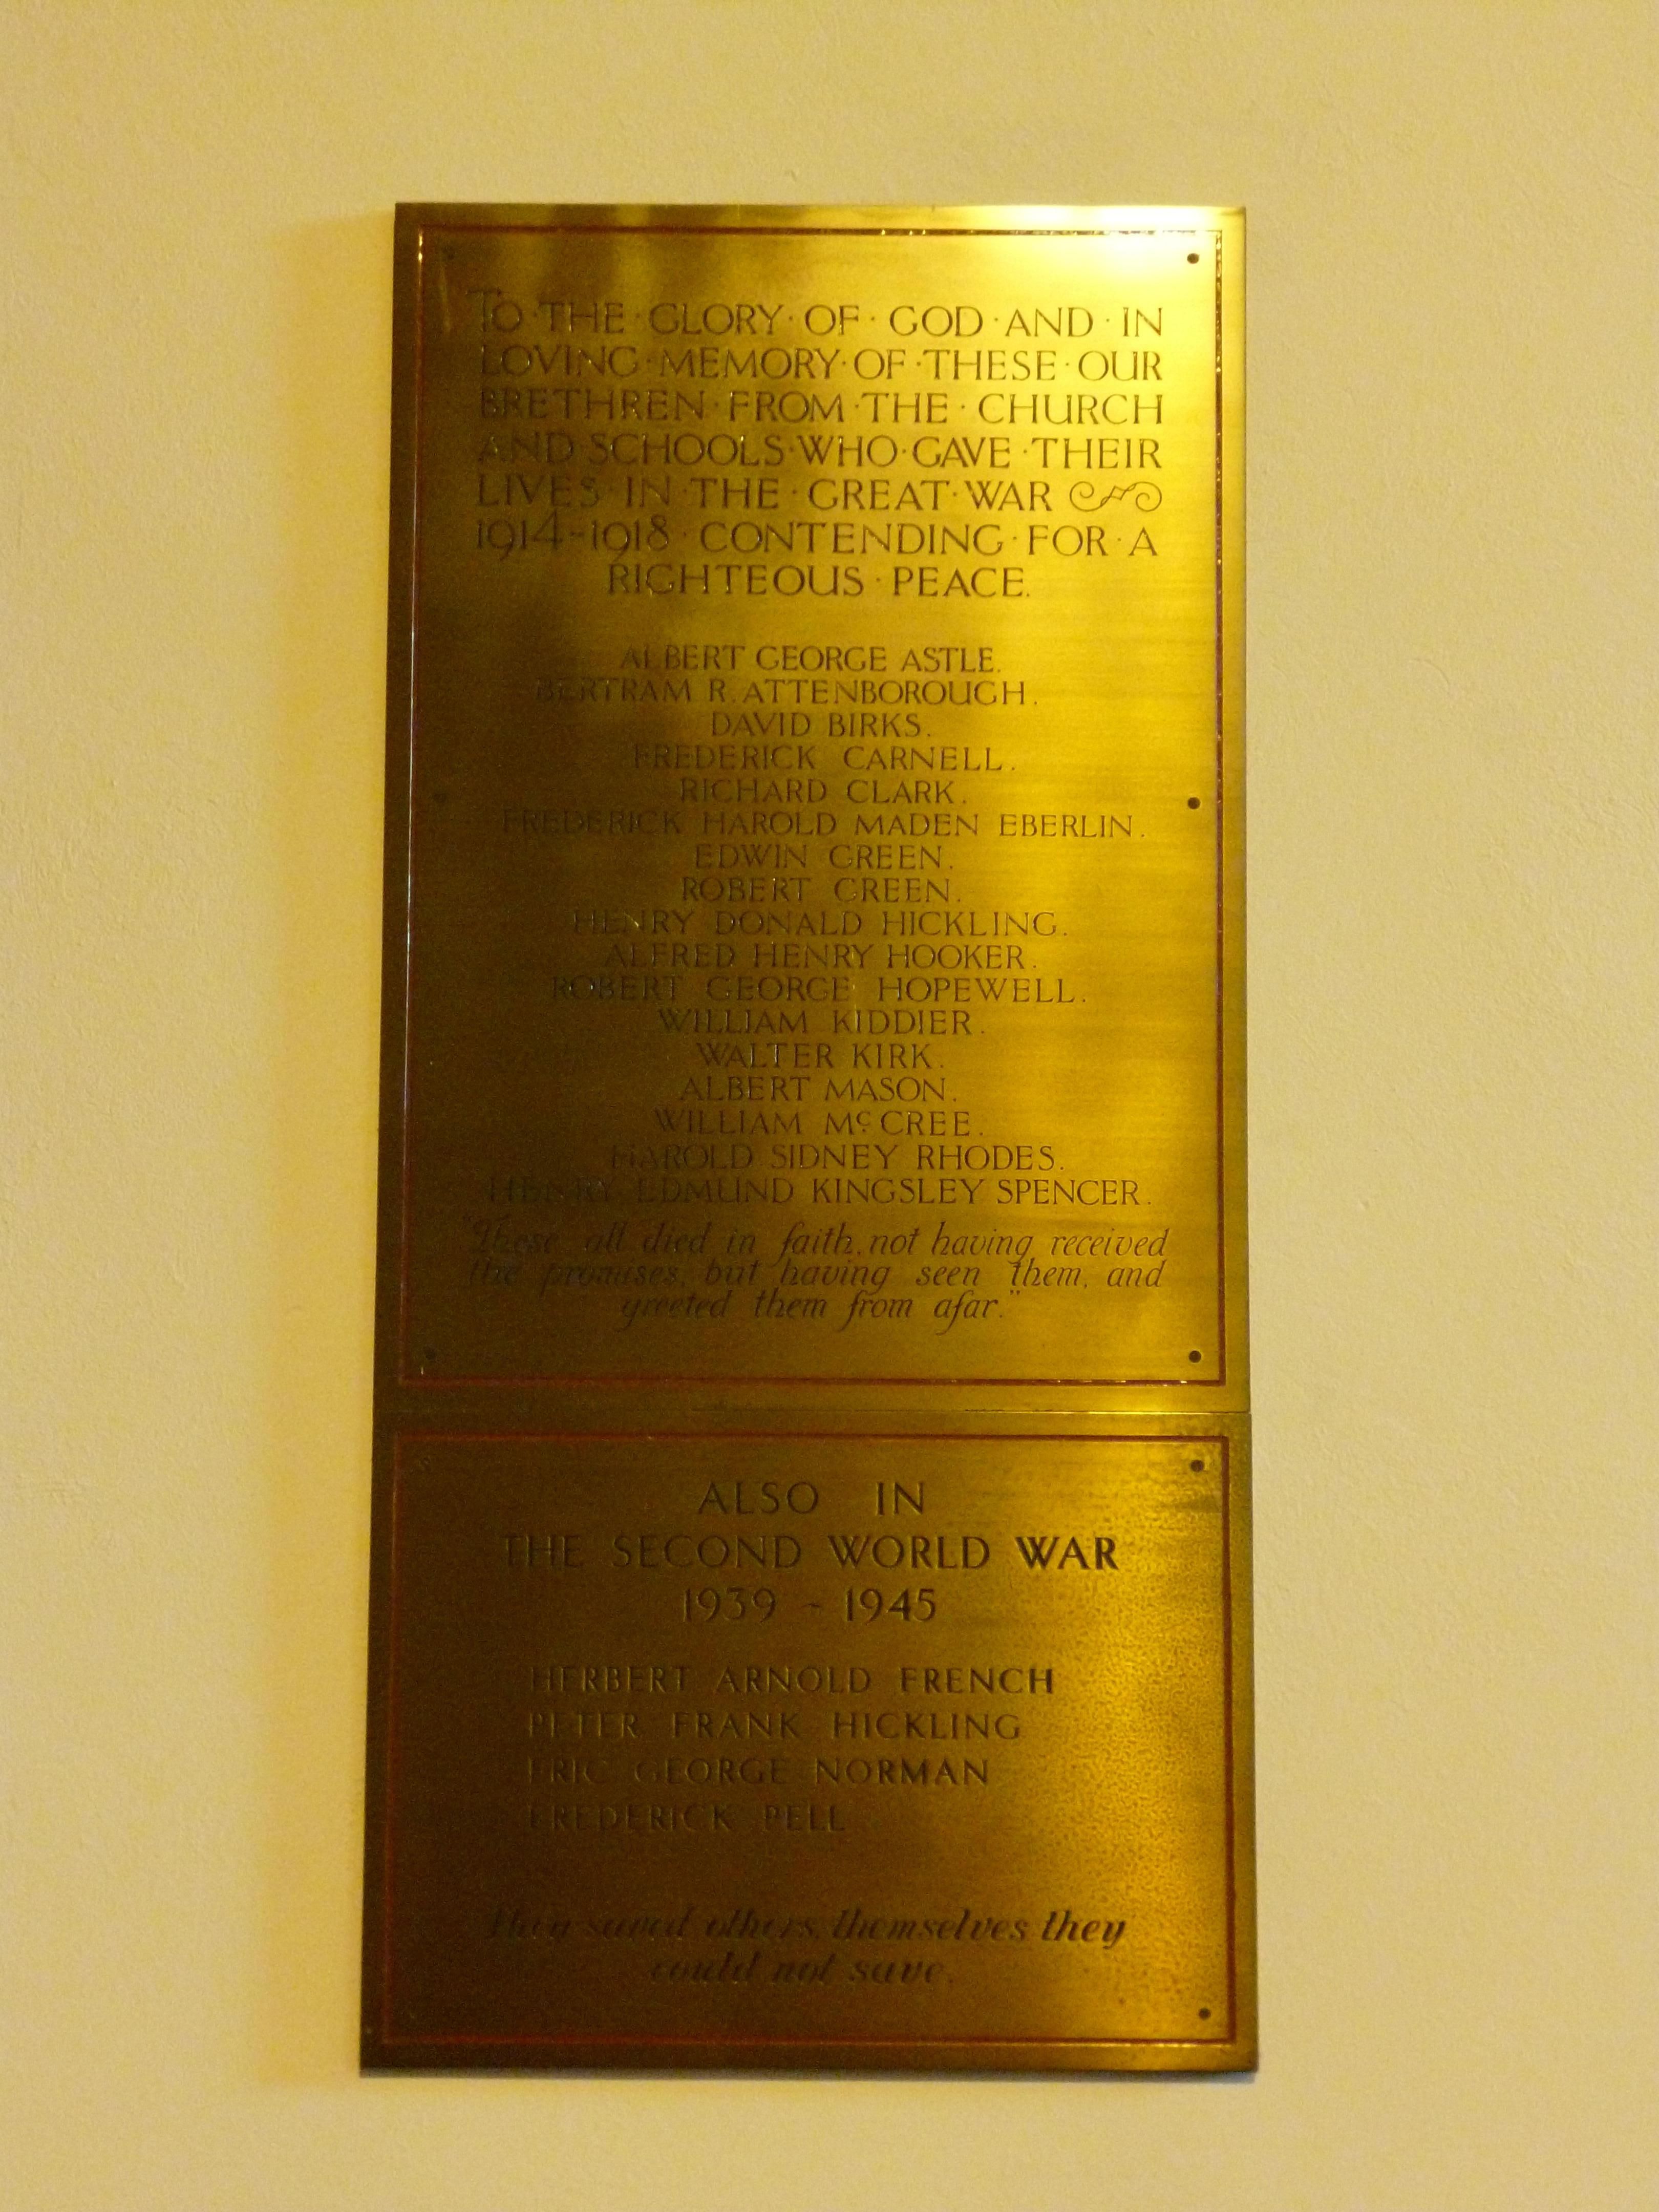 TO·THE·GLORY·OF·GOD·AND·IN
LOVING·MEMORY·OF·THESE·OUR
BRETHREN·FROM·THE·CHURCH
AND·SCHOOLS·WHO·GAVE·THEIR
LIVES·IN·THE·GREAT·WAR
1914-1918·CONTENDING·FOR·A
RIGHTEOUS·PEACE.
ALBERT GEORGE ASTLE.
BERTRAM R. ATTENBOROUGH.
DAVID BIRKS.
FREDERICK CARNELL.
RICHARD CLARK.
FREDERICK HAROLD MADEN EBERLIN.
EDWIN GREEN.
ROBERT GREEN.
HENRY DONALD HICKLING.
ALFRED HENRY HOOKER.
ROBERT GEORGE HOPEWELL.
WILLIAM KIDDIER.
WALTER KIRK.
ALBERT MASON.
WILLIAM McCREE.
HAROLD SIDNEY RHODES.
HENRY EDMUND KINGSLEY SPENCER.
"These all died in faith, not having received
the promises, but having seen them, and
greeted them from afar."
ALSO IN
THE SECOND WORLD WAR
1939 ~ 1945
HERBERT ARNOLD FRENCH
PETER FRANK HICKLING
ERIC GEORGE NORMAN
FREDERICK PELL
They saved others, themselves they
could not save.